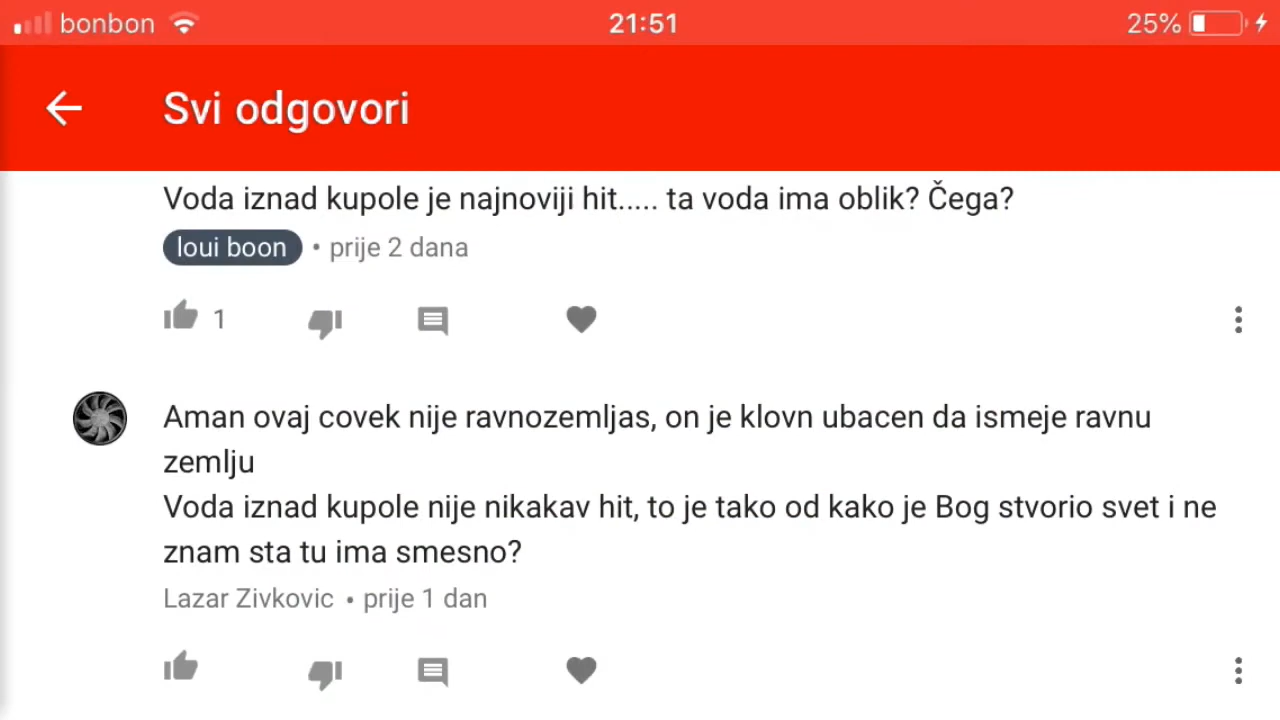 bonbon 21:51 25%
Svi odgovori
Voda iznad kupole je najnoviji hit..... ta voda ima oblik? Čega?
loui boon • prije 2 dana
1
Aman ovaj covek nije ravnozemljas, on je klovn ubacen da ismeje ravnu
zemlju
Voda iznad kupole nije nikakav hit, to je tako od kako je Bog stvorio svet i ne
znam sta tu ima smesno?
Lazar Zivkovic • prije 1 dan